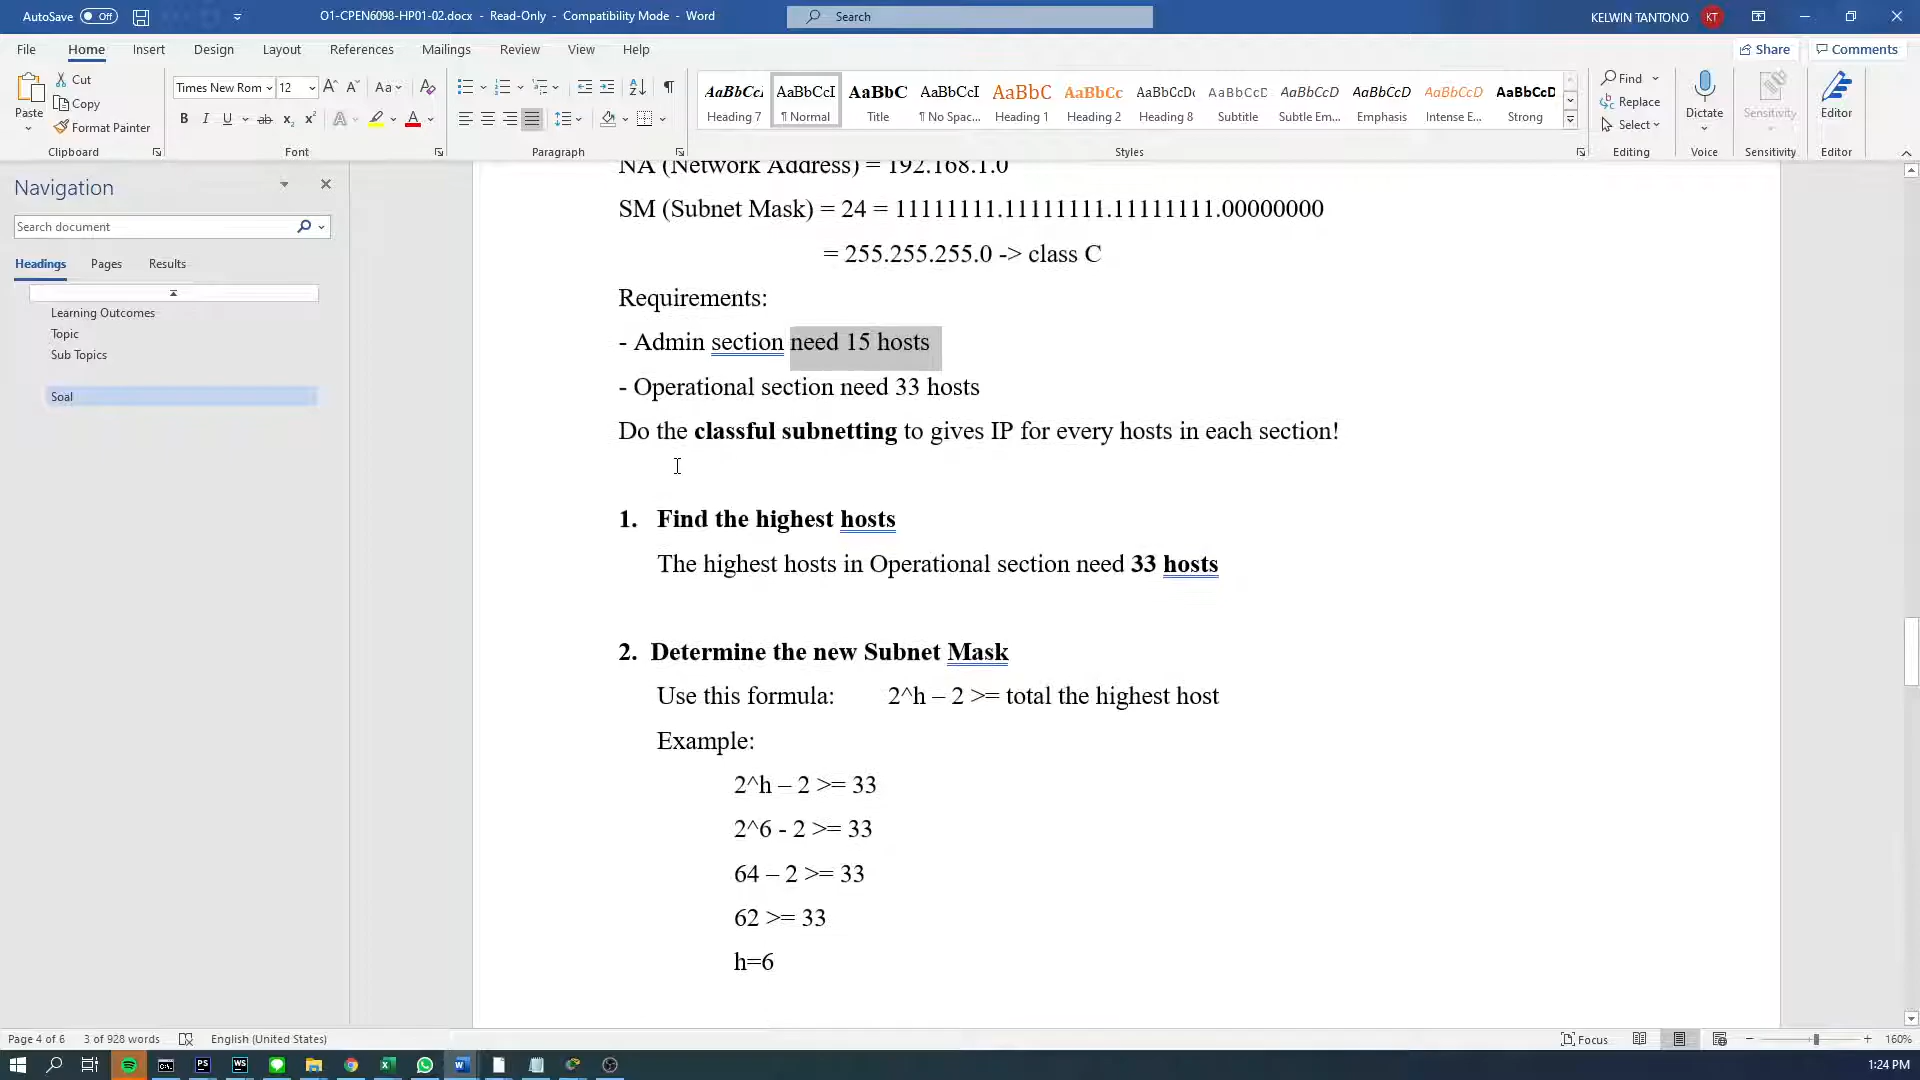 AutoSave Off O1-CPEN6098-HP01-02.docx - Read-Only - Compatibility Mode - Word Search KELWIN TANTONO KT
File Home Insert Design Layout References Mailings Review View Help Share Comments
Paste Cut Copy Format Painter
Times New Rom 12
AaBbCcI Heading 7
AaBbCcI ¶ Normal
AaBbC Title
AaBbCcI ¶ No Spac...
AaBbC Heading 1
AaBbCc Heading 2
AaBbCcDc Heading 8
AaBbCcD Subtitle
AaBbCcD Subtle Em...
AaBbCcD Emphasis
AaBbCcD Intense E...
AaBbCcD Strong
Find
Replace
Select
Dictate
Sensitivity
Editor
Clipboard Font Paragraph Styles Editing Voice Sensitivity Editor
Navigation
Search document
Headings Pages Results
Learning Outcomes
Topic
Sub Topics
Soal
NA (Network Address) = 192.168.1.0
SM (Subnet Mask) = 24 = 11111111.11111111.11111111.00000000
= 255.255.255.0 -> class C
Requirements:
- Admin section need 15 hosts
- Operational section need 33 hosts
Do the classful subnetting to gives IP for every hosts in each section!
1. Find the highest hosts
The highest hosts in Operational section need 33 hosts
2. Determine the new Subnet Mask
Use this formula: 2^h – 2 >= total the highest host
Example:
2^h – 2 >= 33
2^6 - 2 >= 33
64 – 2 >= 33
62 >= 33
h=6
Page 4 of 6 3 of 928 words English (United States) Focus 160%
1:24 PM